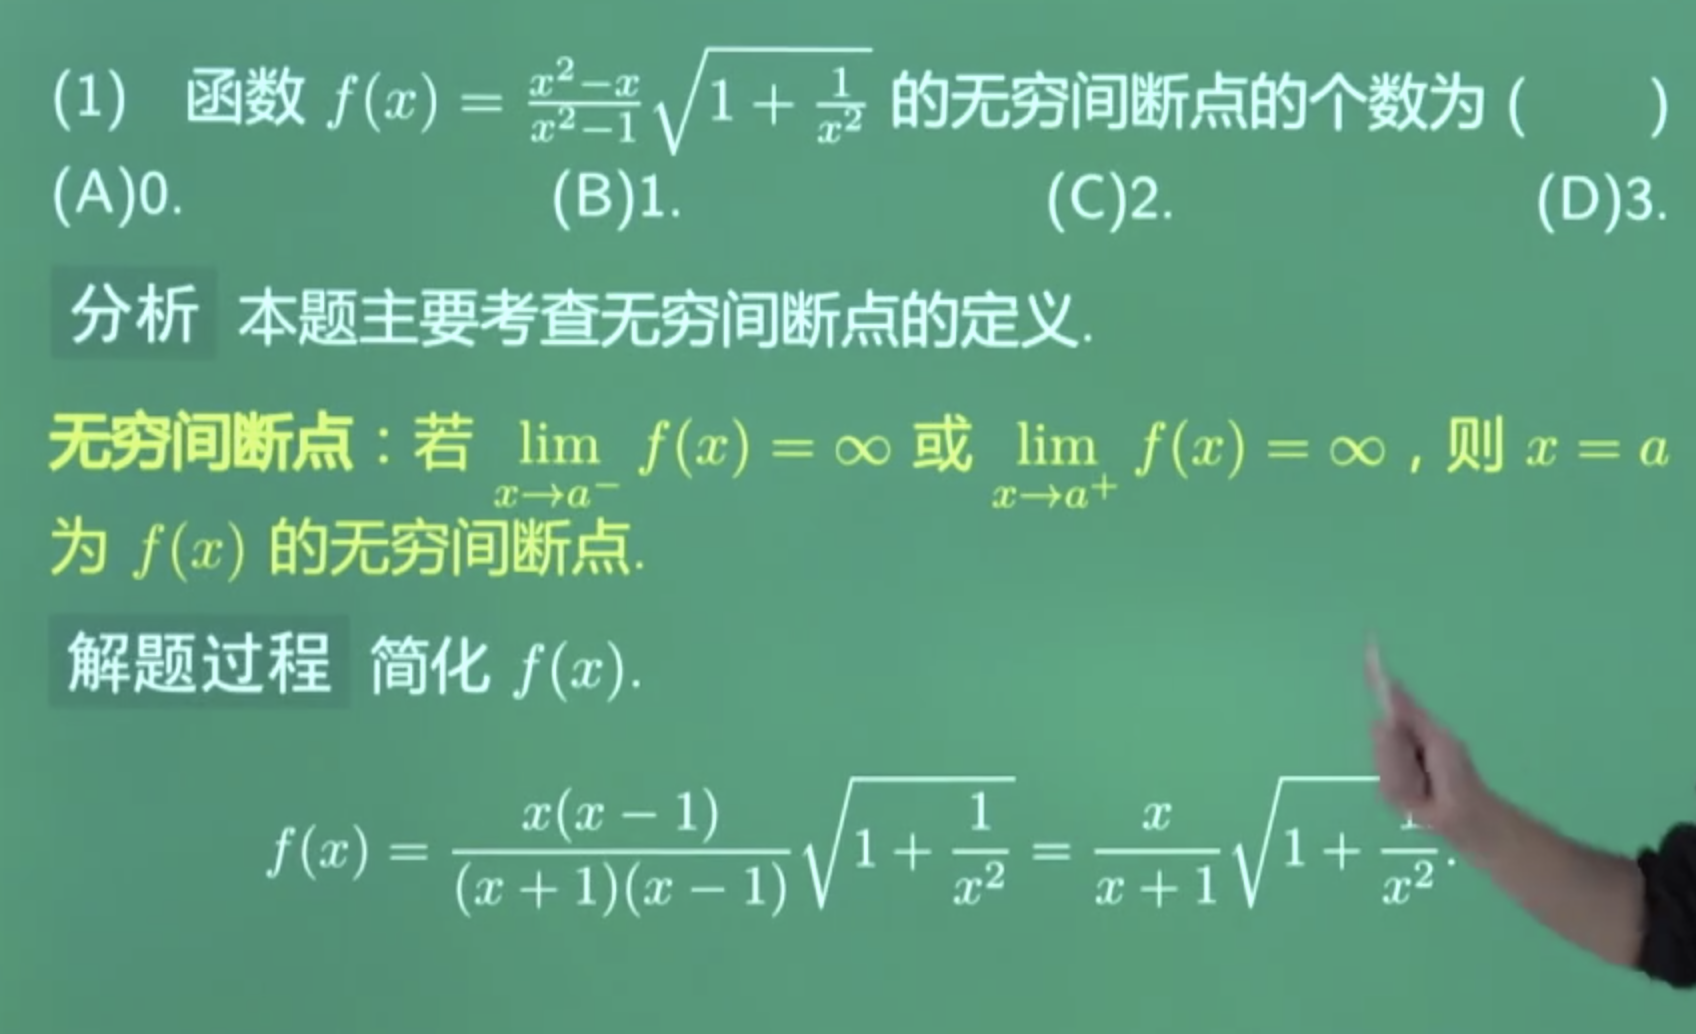 (1) 函数 f(x) = \frac{x^2-x}{x^2-1}\sqrt{1+\frac{1}{x^2}} 的无穷间断点的个数为 ( )
(A)0. (B)1. (C)2. (D)3.
分析 本题主要考查无穷间断点的定义.
无穷间断点：若 \lim_{x→a^-} f(x) = ∞ 或 \lim_{x→a^+} f(x) = ∞，则 x = a
为 f(x) 的无穷间断点.
解题过程 简化 f(x).
f(x) = \frac{x(x-1)}{(x+1)(x-1)}\sqrt{1+\frac{1}{x^2}} = \frac{x}{x+1}\sqrt{1+\frac{1}{x^2}}.